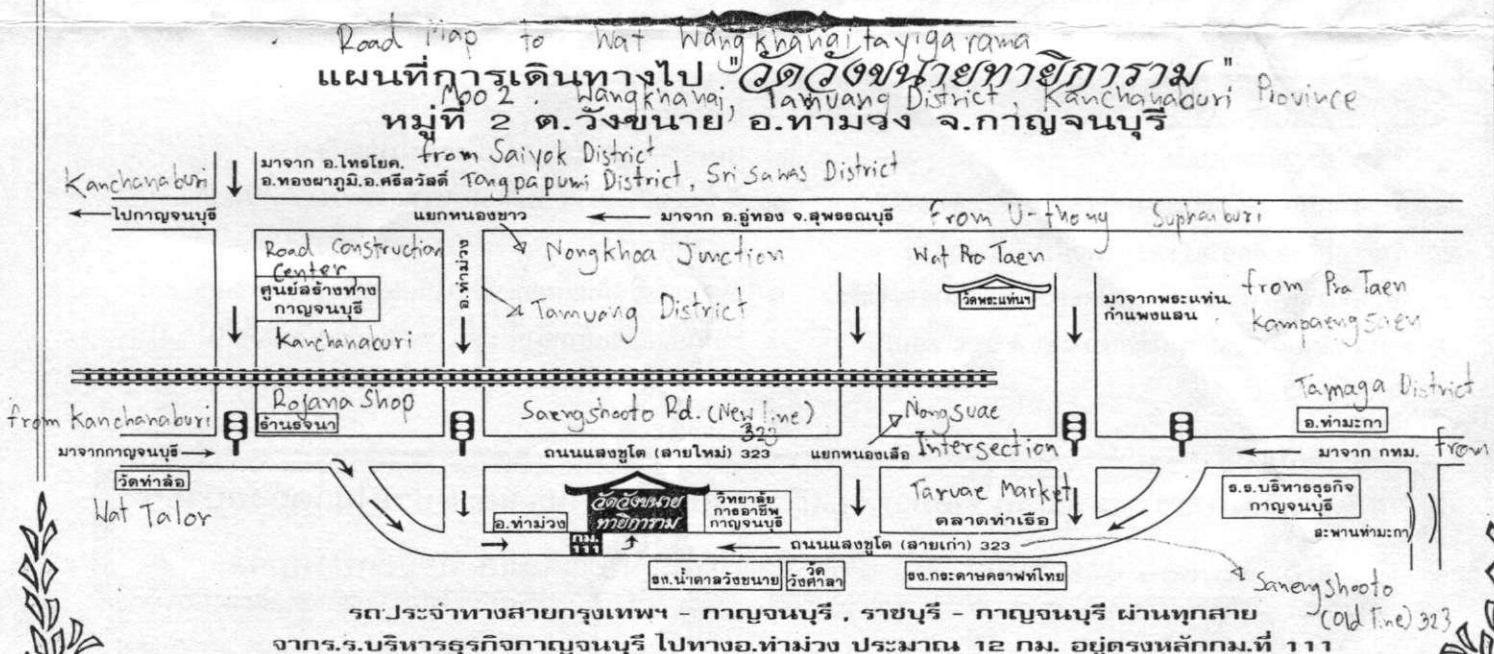 Road Map to Wat Wangkhanaitayigarama
แผนที่การเดินทางไป "วัดวังขนายทายิการาม"
Moo 2. Wangkhanai, Tamuang District, Kanchanaburi Province
หมู่ที่ 2 ต.วังขนาย อ.ท่าม่วง จ.กาญจนบุรี
มาจาก อ.ไทรโยค. from Saiyok District
อ.ทองผาภูมิ.อ.ศรีสวัสดิ์ Tongpapumi District, Sri Sawas District
Kanchanaburi
ไปกาญจนบุรี
แยกหนองขาว
มาจาก อ.อู่ทอง จ.สุพรรณบุรี from U-thong Suphanburi
Road Construction
Center
ศูนย์สร้างทาง
กาญจนบุรี
Kanchanaburi
อ.ท่าม่วง
Nongkhoa Junction
Tamuang District
Wat Pra Taen
วัดพระแท่นฯ
มาจากพระแท่น.
กำแพงแสน
from Pra Taen
Kampaengsaen
from Kanchanaburi
มาจากกาญจนบุรี
Rojana Shop
ร้านรจนา
Saengshooto Rd. (New line)
323
ถนนแสงชูโต (สายใหม่) 323
Nongsuae
แยกหนองเสือ Intersection
Tamaga District
อ.ท่ามะกา
มาจาก กทม. from
วัดท่าล้อ
Wat Talor
อ.ท่าม่วง
วัดวังขนาย
ทายิการาม
กม.
111
วิทยาลัย
การอาชีพ
กาญจนบุรี
Taruae Market
ตลาดท่าเรือ
ร.ร.บริหารธุรกิจ
กาญจนบุรี
สะพานท่ามะกา
ถนนแสงชูโต (สายเก่า) 323
รง.น้ำตาลวังขนาย
วัด
วังศาลา
รง.กระดาษคราฟท์ไทย
Sanengshooto
(Old line) 323
รถประจำทางสายกรุงเทพฯ - กาญจนบุรี , ราชบุรี - กาญจนบุรี ผ่านทุกสาย
จากร.ร.บริหารธุรกิจกาญจนบุรี ไปทางอ.ท่าม่วง ประมาณ 12 กม. อยู่ตรงหลักกม.ที่ 111